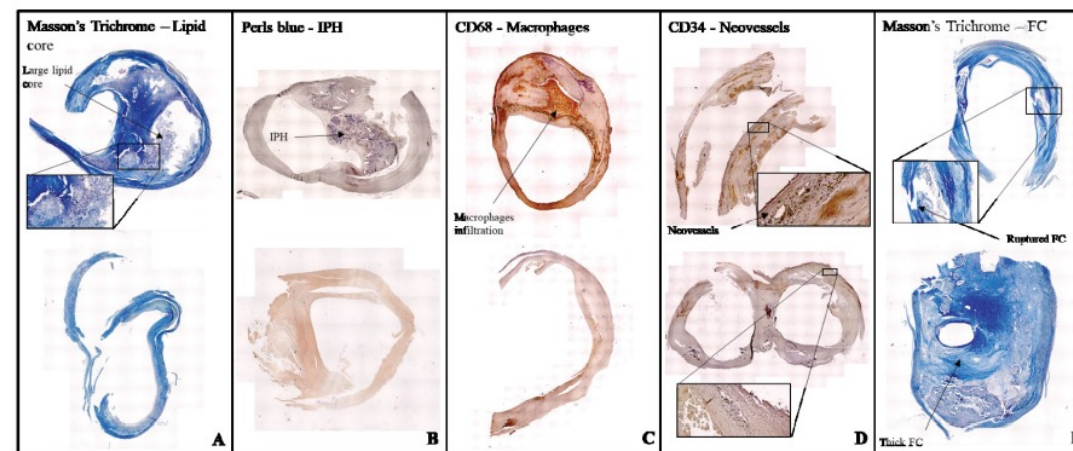 Masson's Trichrome – Lipid
core
Large lipid
core
A
Perls blue - IPH
IPH
B
CD68 - Macrophages
Macrophages
infiltration
C
CD34 - Neovessels
Neovessels
D
Masson's Trichrome – FC
Ruptured FC
Thick FC